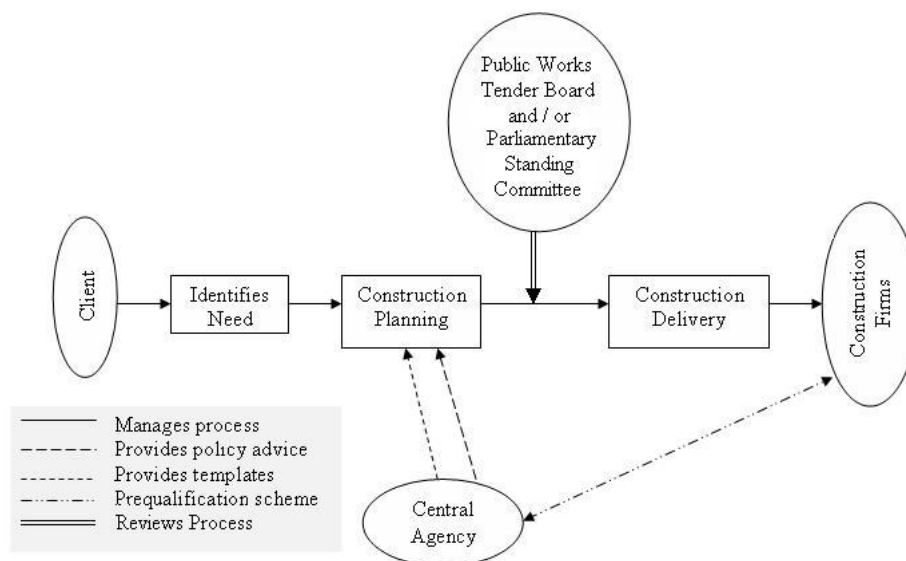 Public Works
Tender Board
and / or
Parliamentary
Standing
Committee
Client
Identifies
Need
Construction
Planning
Construction
Delivery
Construction
Firms
Manages process
Provides policy advice
Provides templates
Prequalification scheme
Reviews Process
Central
Agency